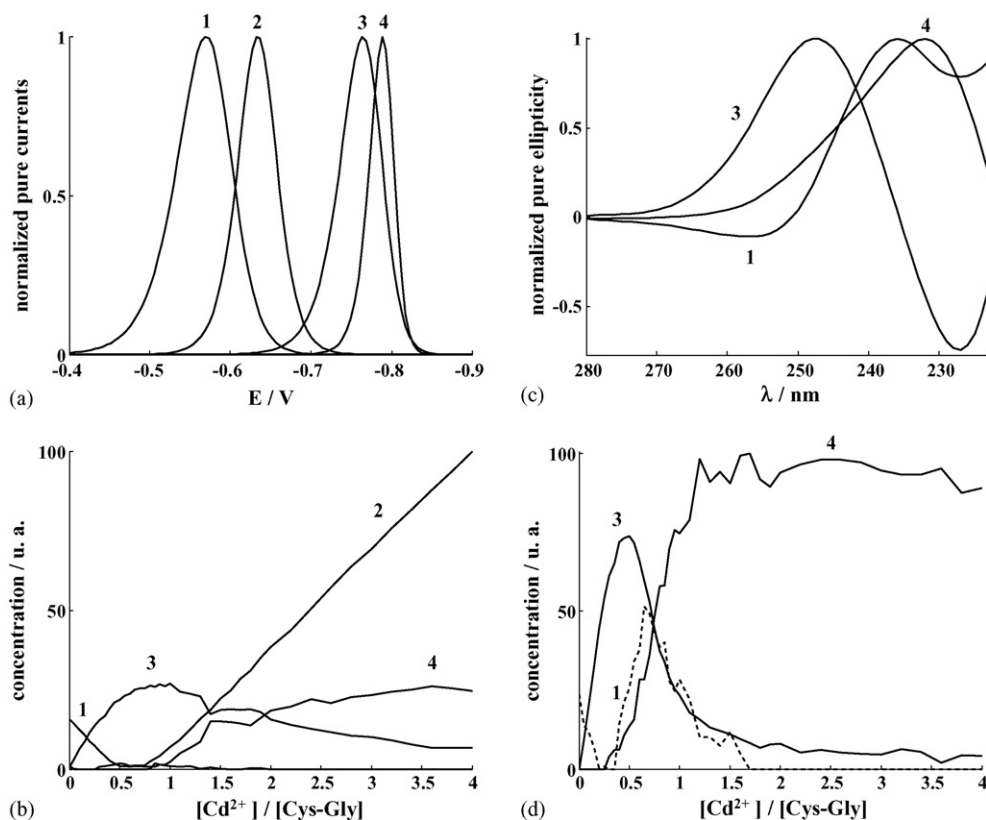 1 2 3 4
1
0.5
0
normalized pure currents
-0.4 -0.5 -0.6 -0.7 -0.8 -0.9
E / V
(a)
4
3
1
1
0.5
0
-0.5
normalized pure ellipticity
280 270 260 250 240 230
λ / nm
(c)
100
50
0
concentration / u. a.
2
3
4
1
0 0.5 1 1.5 2 2.5 3 3.5 4
[Cd²⁺] / [Cys-Gly]
(b)
100
50
0
concentration / u. a.
4
3
1
0 0.5 1 1.5 2 2.5 3 3.5 4
[Cd²⁺] / [Cys-Gly]
(d)